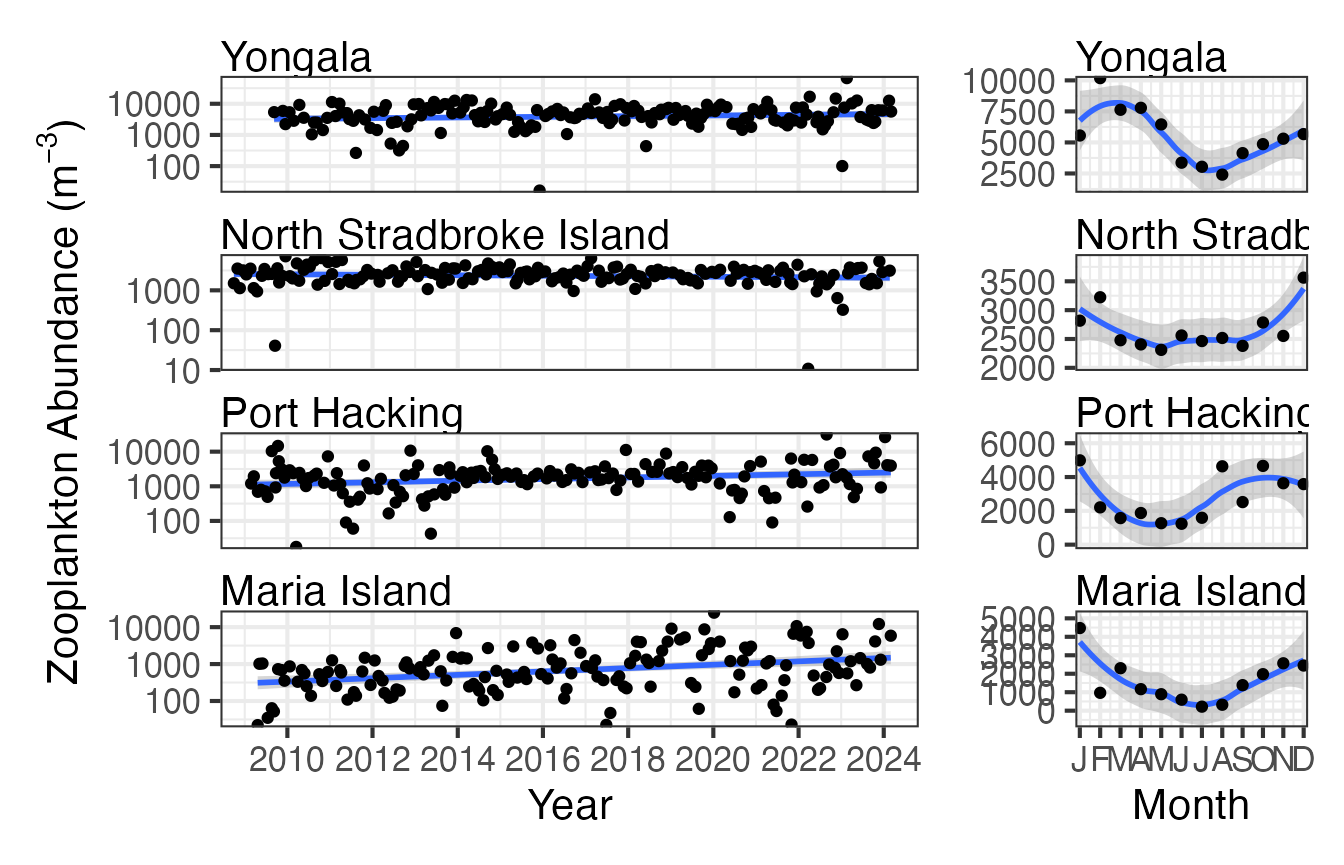 Yongala
Yongala
10000
1000
100
10000
7500
5000
2500
Zooplankton Abundance (m⁻³)
North Stradbroke Island
North Stradb
1000
100
10
3500
3000
2500
2000
Port Hacking
Port Hacking
10000
1000
100
6000
4000
2000
0
Maria Island
Maria Island
10000
1000
100
5000
4000
3000
2000
1000
0
2010 2012 2014 2016 2018 2020 2022 2024
J F M A M J J A S O N D
Year
Month